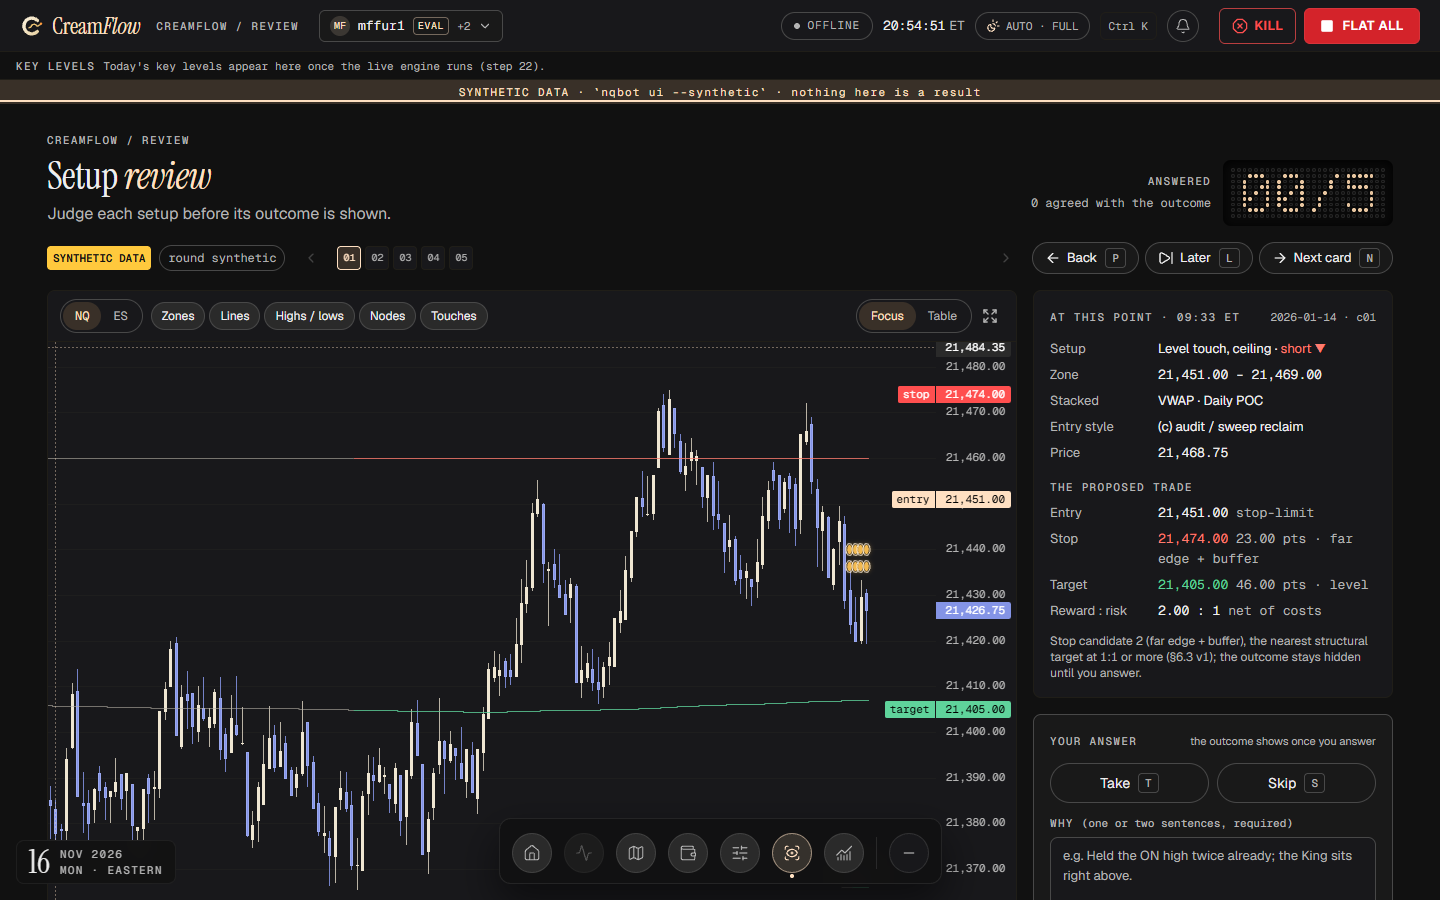 CreamFlow CREAMFLOW / REVIEW MF mffur1 EVAL +2 OFFLINE 20:54:51 ET AUTO · FULL Ctrl K KILL FLAT ALL
KEY LEVELS Today's key levels appear here once the live engine runs (step 22).
SYNTHETIC DATA · `nqbot ui --synthetic` · nothing here is a result
CREAMFLOW / REVIEW
Setup review
Judge each setup before its outcome is shown.
ANSWERED
0 agreed with the outcome
00/5
SYNTHETIC DATA round synthetic 01 02 03 04 05
Back P Later L Next card N
NQ ES Zones Lines Highs / lows Nodes Touches Focus Table
21,484.35
21,480.00
stop 21,474.00
21,470.00
21,460.00
entry 21,451.00
21,440.00
21,430.00
21,426.75
21,420.00
21,410.00
target 21,405.00
21,400.00
21,390.00
21,380.00
21,370.00
AT THIS POINT · 09:33 ET 2026-01-14 · c01
Setup Level touch, ceiling · short ▼
Zone 21,451.00 – 21,469.00
Stacked VWAP · Daily POC
Entry style (c) audit / sweep reclaim
Price 21,468.75
THE PROPOSED TRADE
Entry 21,451.00 stop-limit
Stop 21,474.00 23.00 pts · far
edge + buffer
Target 21,405.00 46.00 pts · level
Reward : risk 2.00 : 1 net of costs
Stop candidate 2 (far edge + buffer), the nearest structural
target at 1:1 or more (§6.3 v1); the outcome stays hidden
until you answer.
YOUR ANSWER the outcome shows once you answer
Take T Skip S
WHY (one or two sentences, required)
e.g. Held the ON high twice already; the King sits
right above.
16 NOV 2026
MON · EASTERN